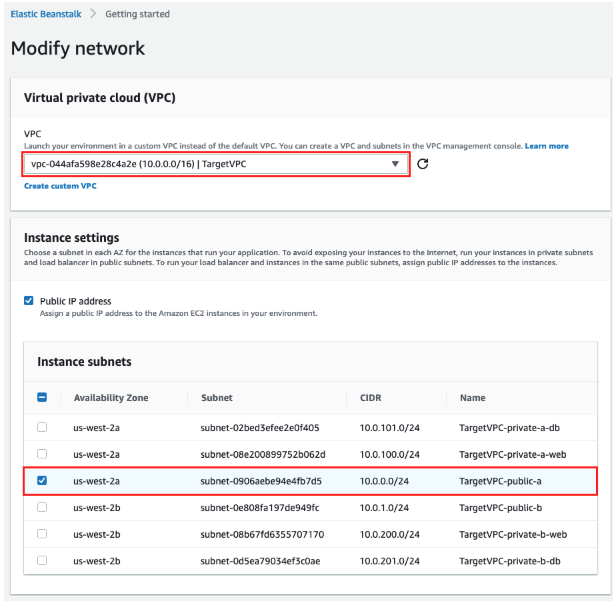 Elastic Beanstalk > Getting started
Modify network
Virtual private cloud (VPC)
VPC
Launch your environment in a custom VPC instead of the default VPC. You can create a VPC and subnets in the VPC management console. Learn more
vpc-044afa598e28c4a2e (10.0.0.0/16) | TargetVPC
Create custom VPC
Instance settings
Choose a subnet in each AZ for the instances that run your application. To avoid exposing your instances to the Internet, run your instances in private subnets
and load balancer in public subnets. To run your load balancer and instances in the same public subnets, assign public IP addresses to the instances.
Public IP address
Assign a public IP address to the Amazon EC2 instances in your environment.
Instance subnets
Availability Zone Subnet CIDR Name
us-west-2a subnet-02bed3efee2e0f405 10.0.101.0/24 TargetVPC-private-a-db
us-west-2a subnet-08e200899752b062d 10.0.100.0/24 TargetVPC-private-a-web
us-west-2a subnet-0906aebe94e4fb7d5 10.0.0.0/24 TargetVPC-public-a
us-west-2b subnet-0e808fa197de949fc 10.0.1.0/24 TargetVPC-public-b
us-west-2b subnet-08b67fd6355707170 10.0.200.0/24 TargetVPC-private-b-web
us-west-2b subnet-0d5ea79034ef3c0ae 10.0.201.0/24 TargetVPC-private-b-db